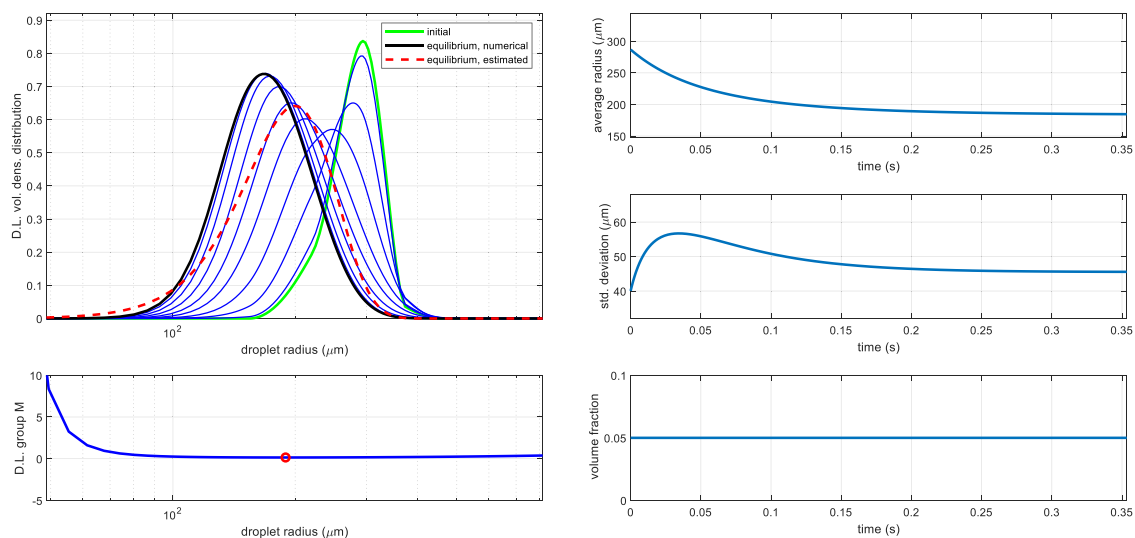 0.9
0.8
0.7
0.6
0.5
0.4
0.3
0.2
0.1
0
D.L. vol. dens. distribution
initial
equilibrium, numerical
equilibrium, estimated
10²
droplet radius (μm)
10
5
0
-5
D.L. group M
10²
droplet radius (μm)
300
250
200
150
average radius (μm)
0 0.05 0.1 0.15 0.2 0.25 0.3 0.35
time (s)
60
50
40
std. deviation (μm)
0 0.05 0.1 0.15 0.2 0.25 0.3 0.35
time (s)
0.1
0.05
0
volume fraction
0 0.05 0.1 0.15 0.2 0.25 0.3 0.35
time (s)